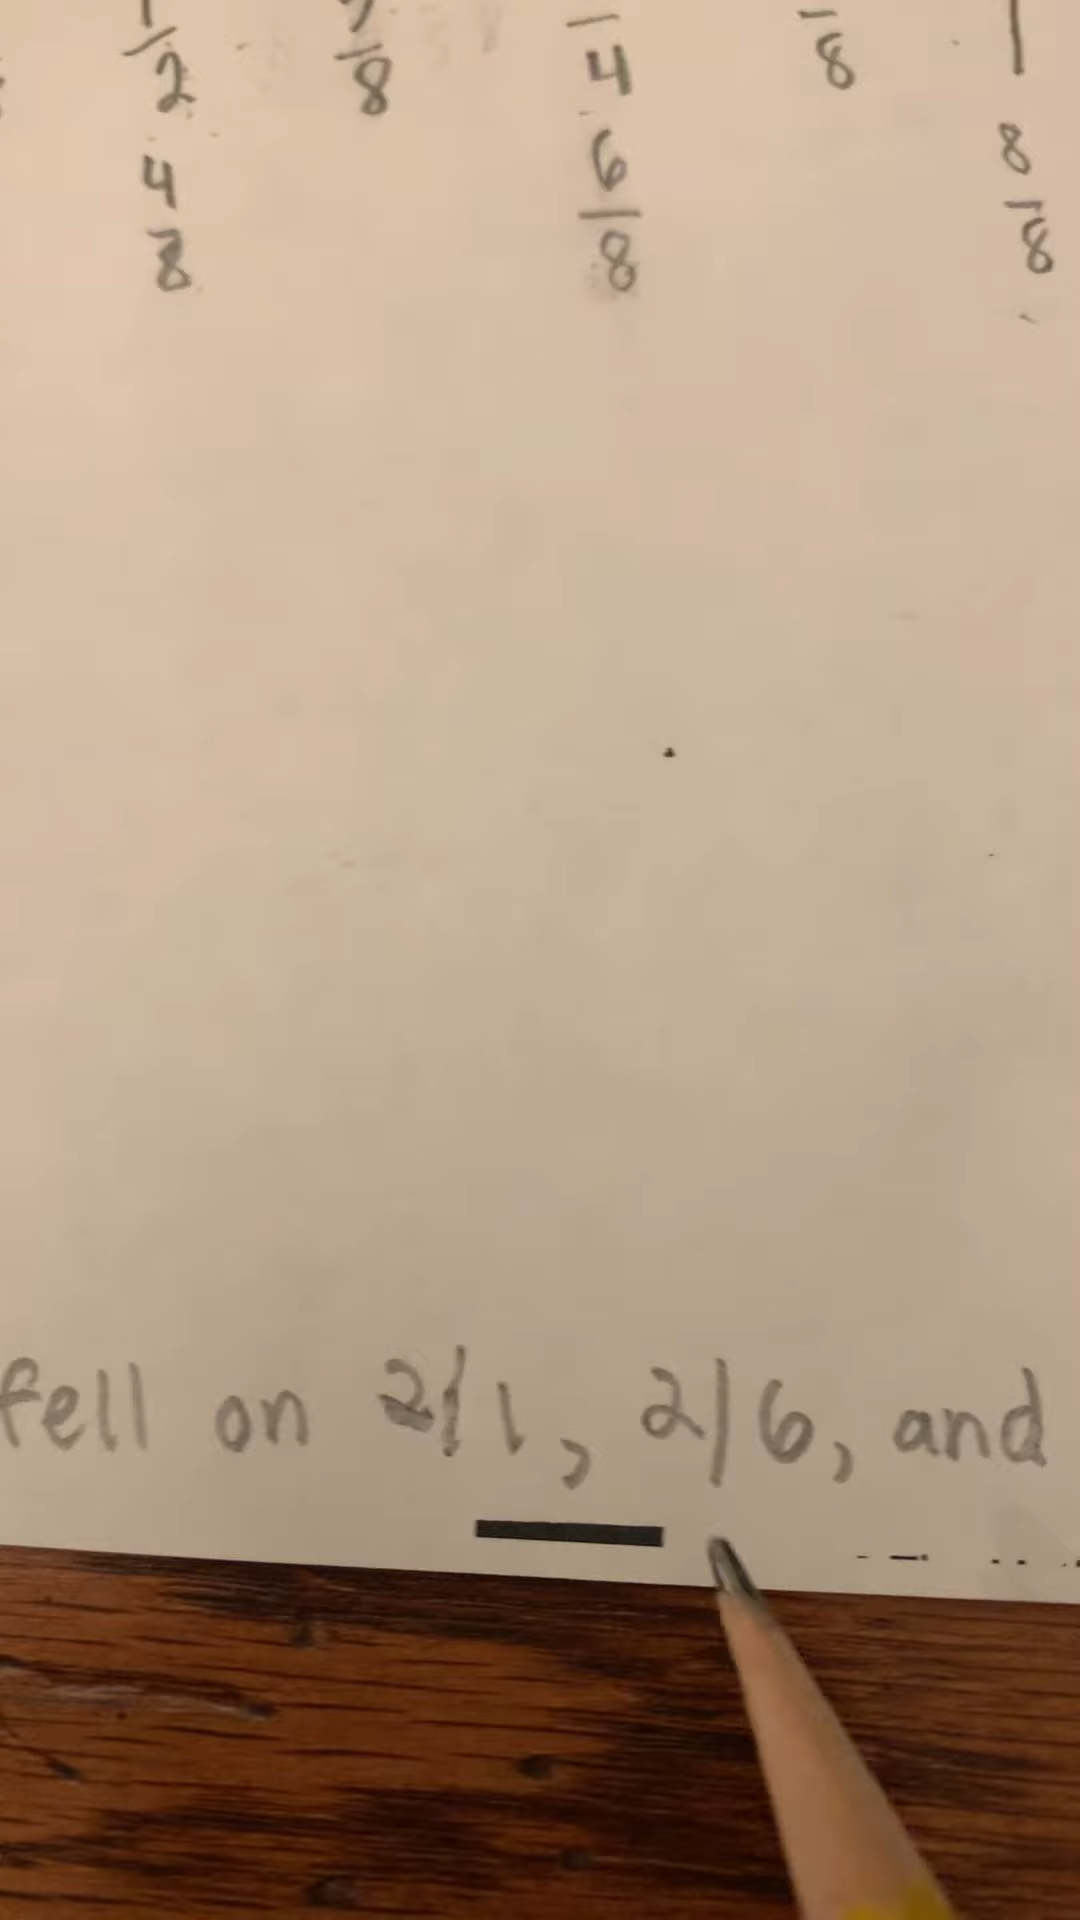 1/2 /8 /4 /8 1
4/8 6/8 8/8
fell on 2/1, 2/6, and